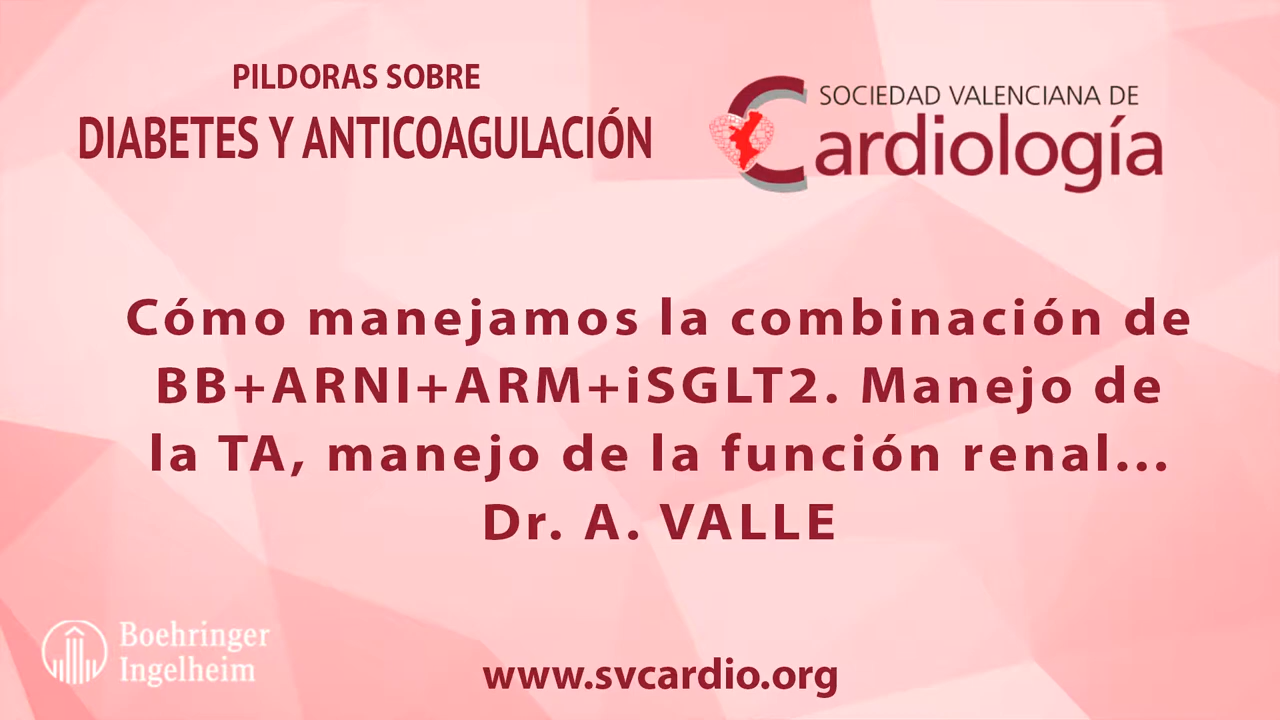 PILDORAS SOBRE
DIABETES Y ANTICOAGULACIÓN
SOCIEDAD VALENCIANA DE
Cardiología
Cómo manejamos la combinación de
BB+ARNI+ARM+iSGLT2. Manejo de
la TA, manejo de la función renal...
Dr. A. VALLE
Boehringer
Ingelheim
www.svcardio.org